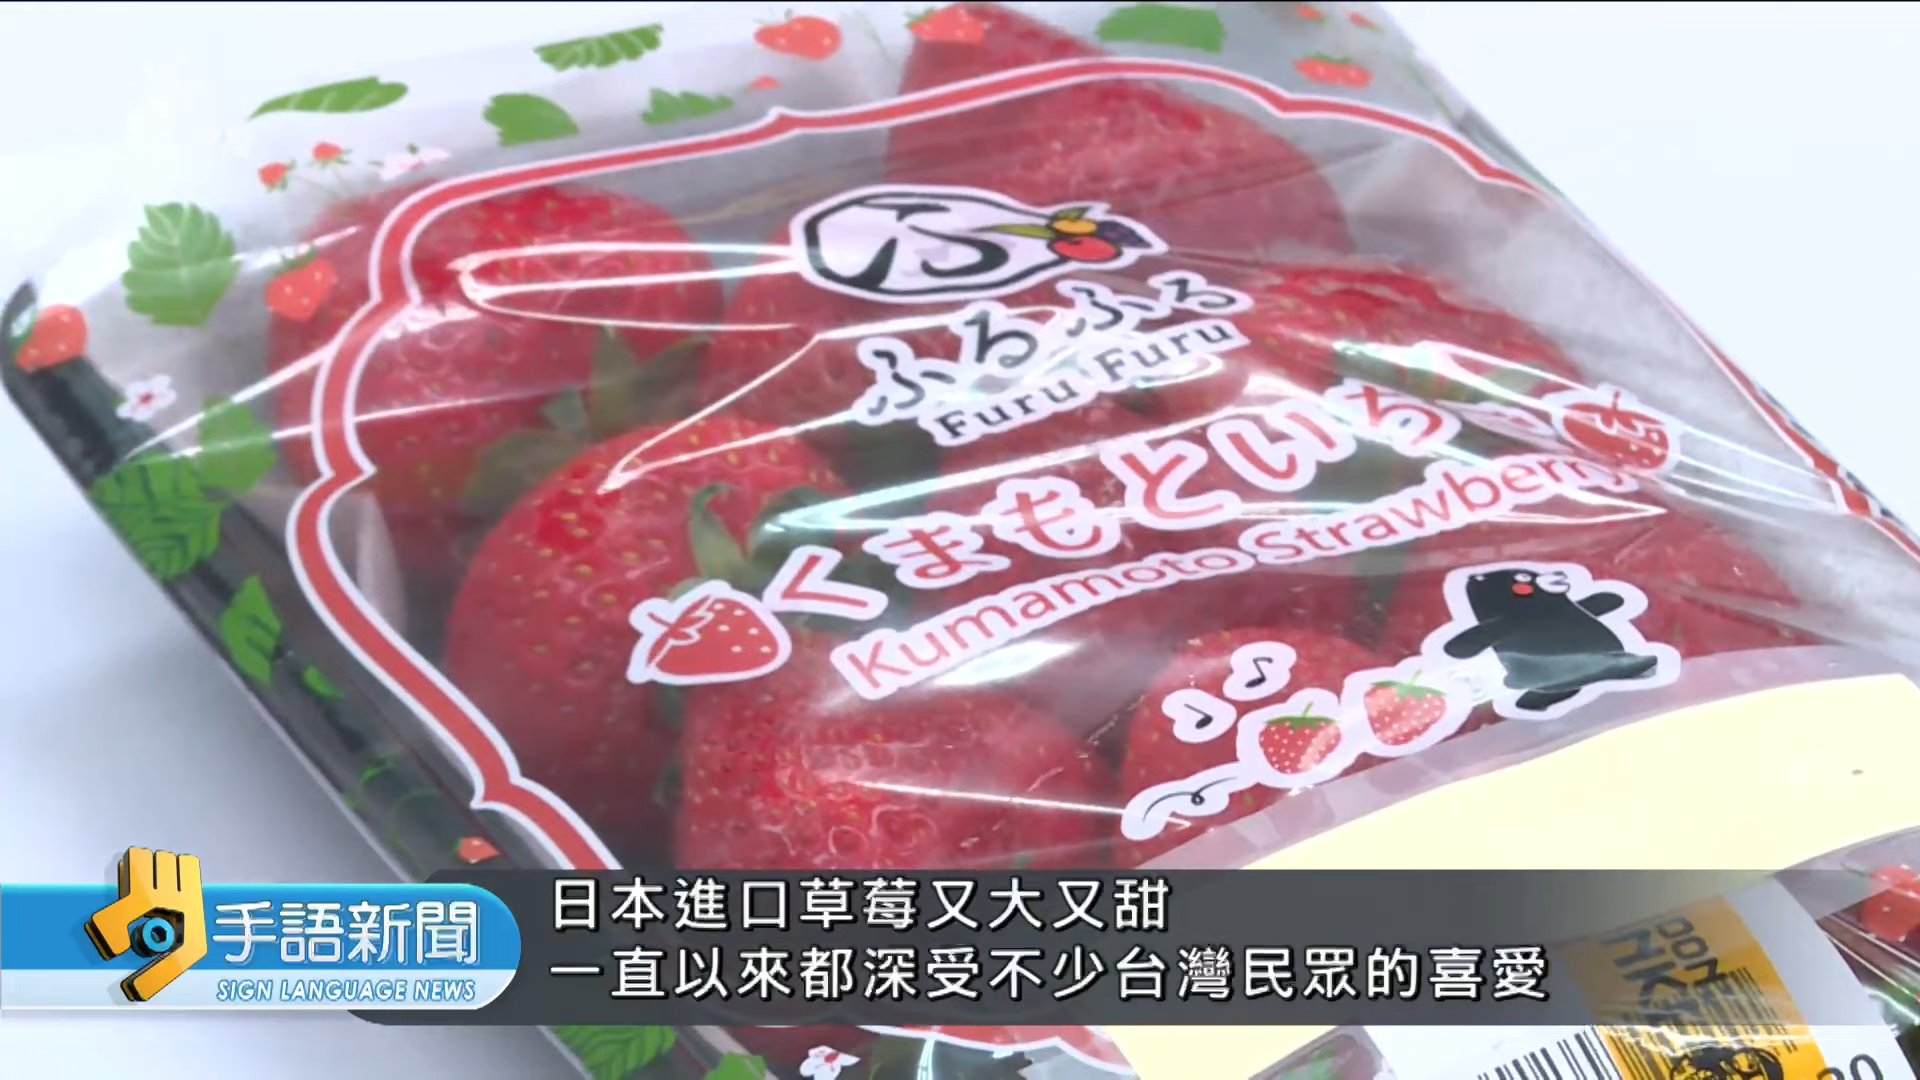 ふ
ふるふる
Furu Furu
くまもといち
Kumamoto Strawberry
日本進口草莓又大又甜
手語新聞
一直以來都深受不少台灣民眾的喜愛
SIGN LANGUAGE NEWS
DON